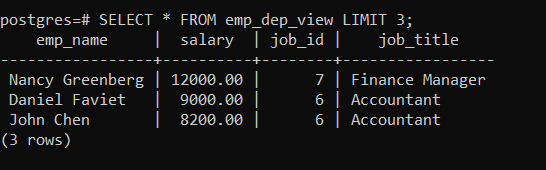 postgres=# SELECT * FROM emp_dep_view LIMIT 3;
    emp_name     |  salary  | job_id |    job_title
-----------------+----------+--------+-----------------
 Nancy Greenberg | 12000.00 |      7 | Finance Manager
 Daniel Faviet   |  9000.00 |      6 | Accountant
 John Chen       |  8200.00 |      6 | Accountant
(3 rows)